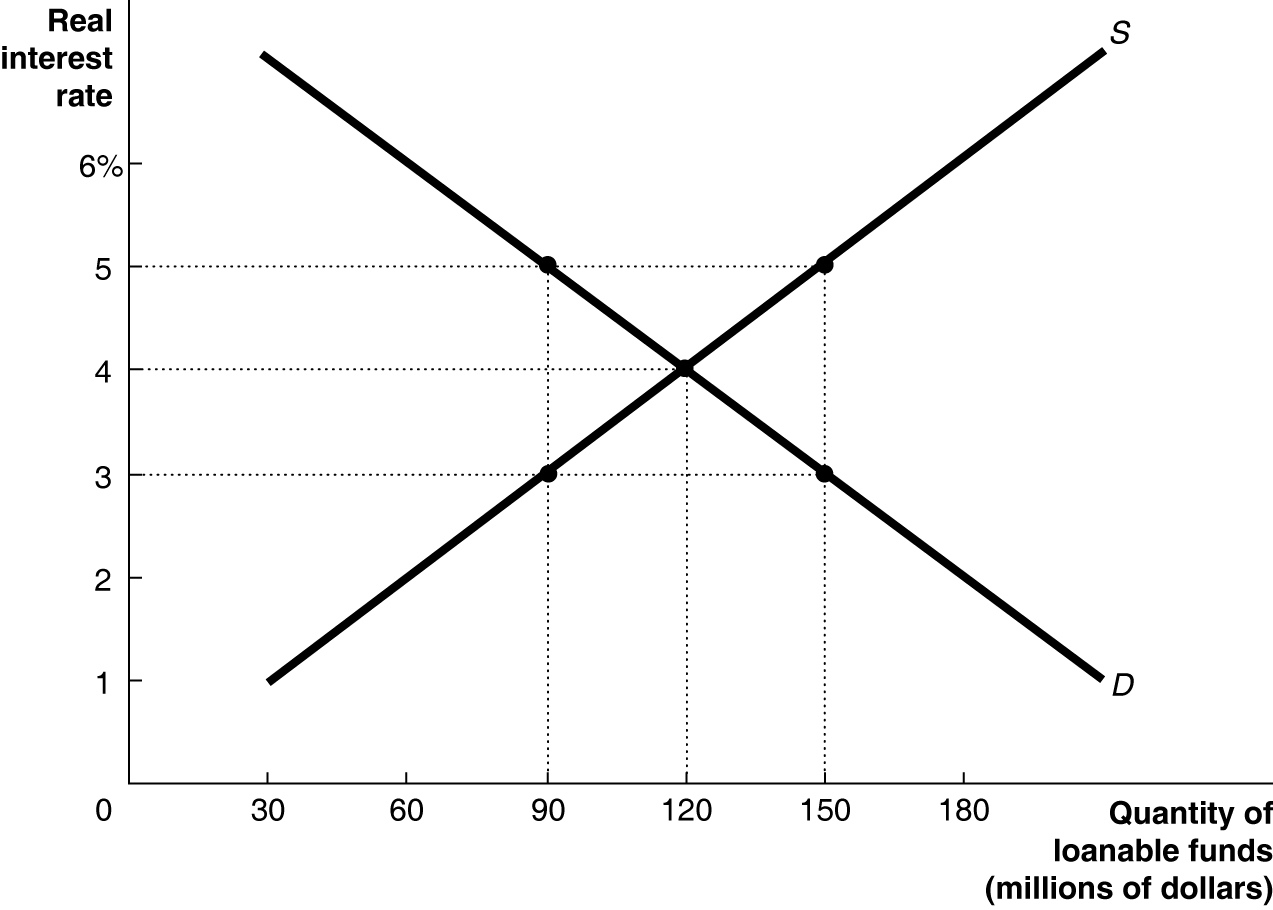 Real
interest
rate
S
6%
5
4
3
2
1
D
0
30
60
90
120
150
180
Quantity of
loanable funds
(millions of dollars)